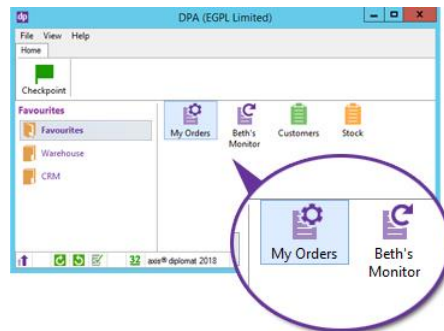 dp DPA (EGPL Limited)
File View Help
Home
Checkpoint
Favourites
Favourites
Warehouse
CRM
My Orders
Beth's
Monitor
Customers
Stock
32 axis® diplomat 2018
My Orders
Beth's
Monitor